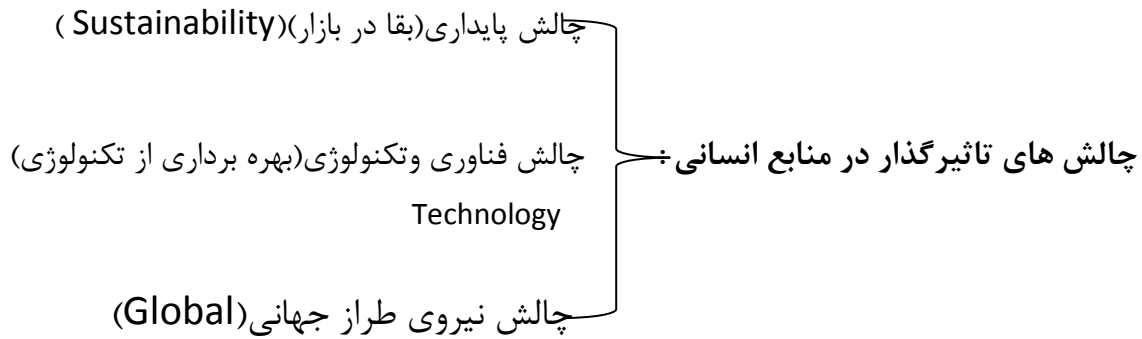 چالش های تاثیرگذار در منابع انسانی:
چالش پایداری(بقا در بازار)(Sustainability )
چالش فناوری وتکنولوژی(بهره برداری از تکنولوژی)
Technology
چالش نیروی طراز جهانی(Global)